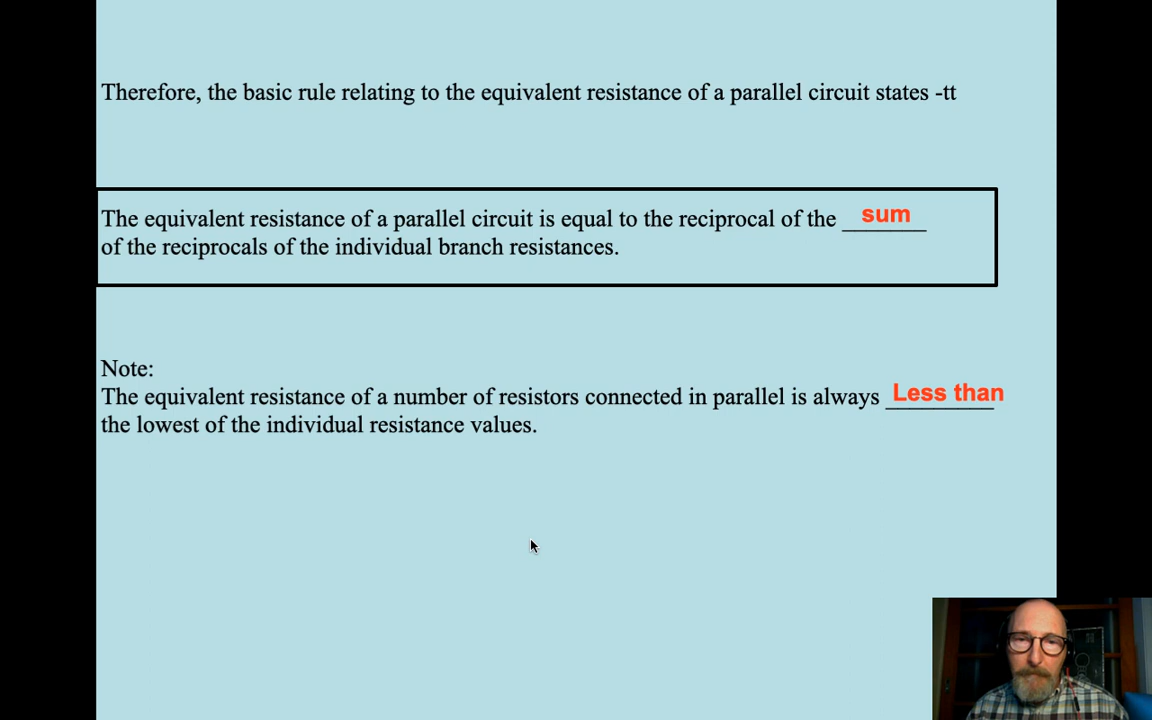 Therefore, the basic rule relating to the equivalent resistance of a parallel circuit states -tt
The equivalent resistance of a parallel circuit is equal to the reciprocal of the sum
of the reciprocals of the individual branch resistances.
Note:
The equivalent resistance of a number of resistors connected in parallel is always Less than
the lowest of the individual resistance values.